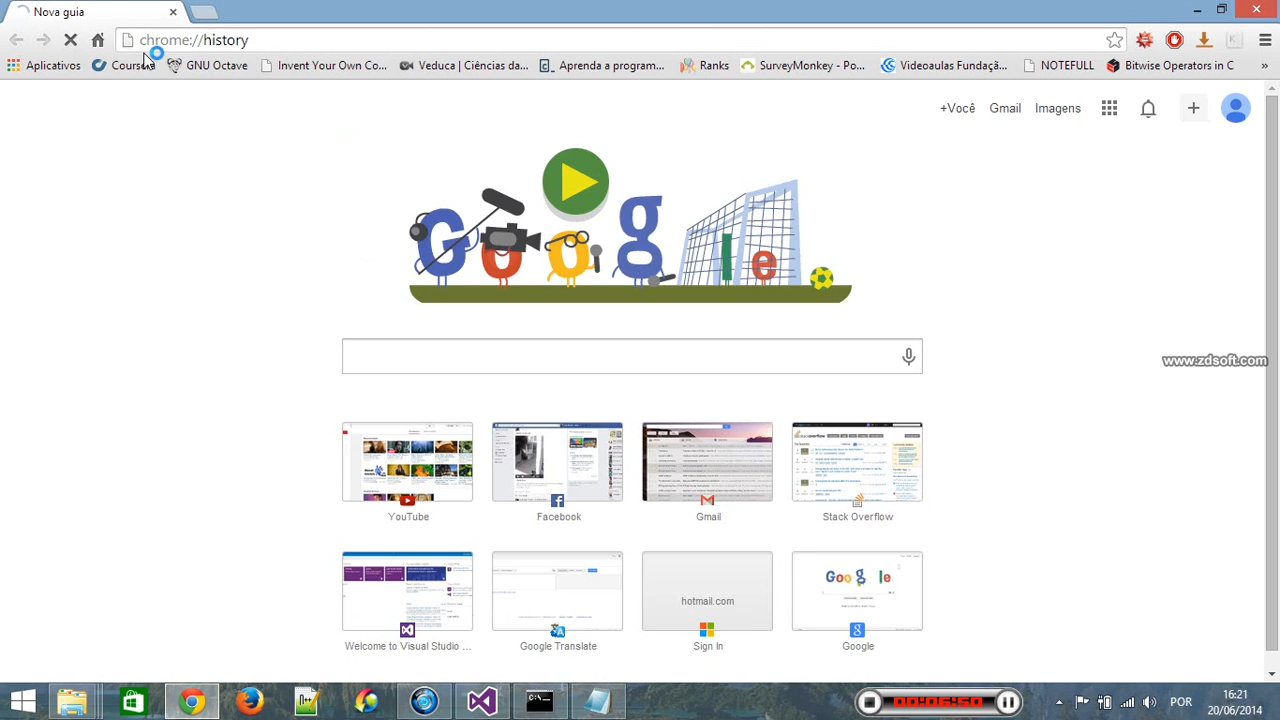 Nova guia
chrome://history
Aplicativos
GNU Octave
Invent Your Own Co...
Veduca | Ciências da...
Aprenda a program...
Ranks
SurveyMonkey - Po...
Videoaulas Fundaçã...
NOTEFULL
Bitwise Operators in C
»
+Você
Gmail
Imagens
Google
www.zdsoft.com
YouTube
Facebook
Gmail
Stack Overflow
hotmail.com
Welcome to Visual Studio ...
Google Translate
Sign In
Google
00:06:50
POR
16:21
20/06/2014